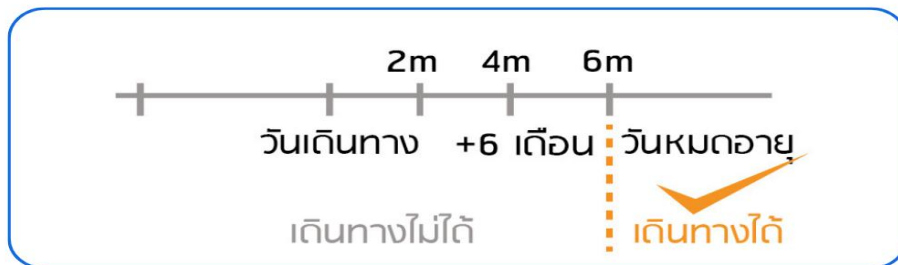 2m 4m 6m
วันเดินทาง +6 เดือน วันหมดอายุ
เดินทางไม่ได้ เดินทางได้